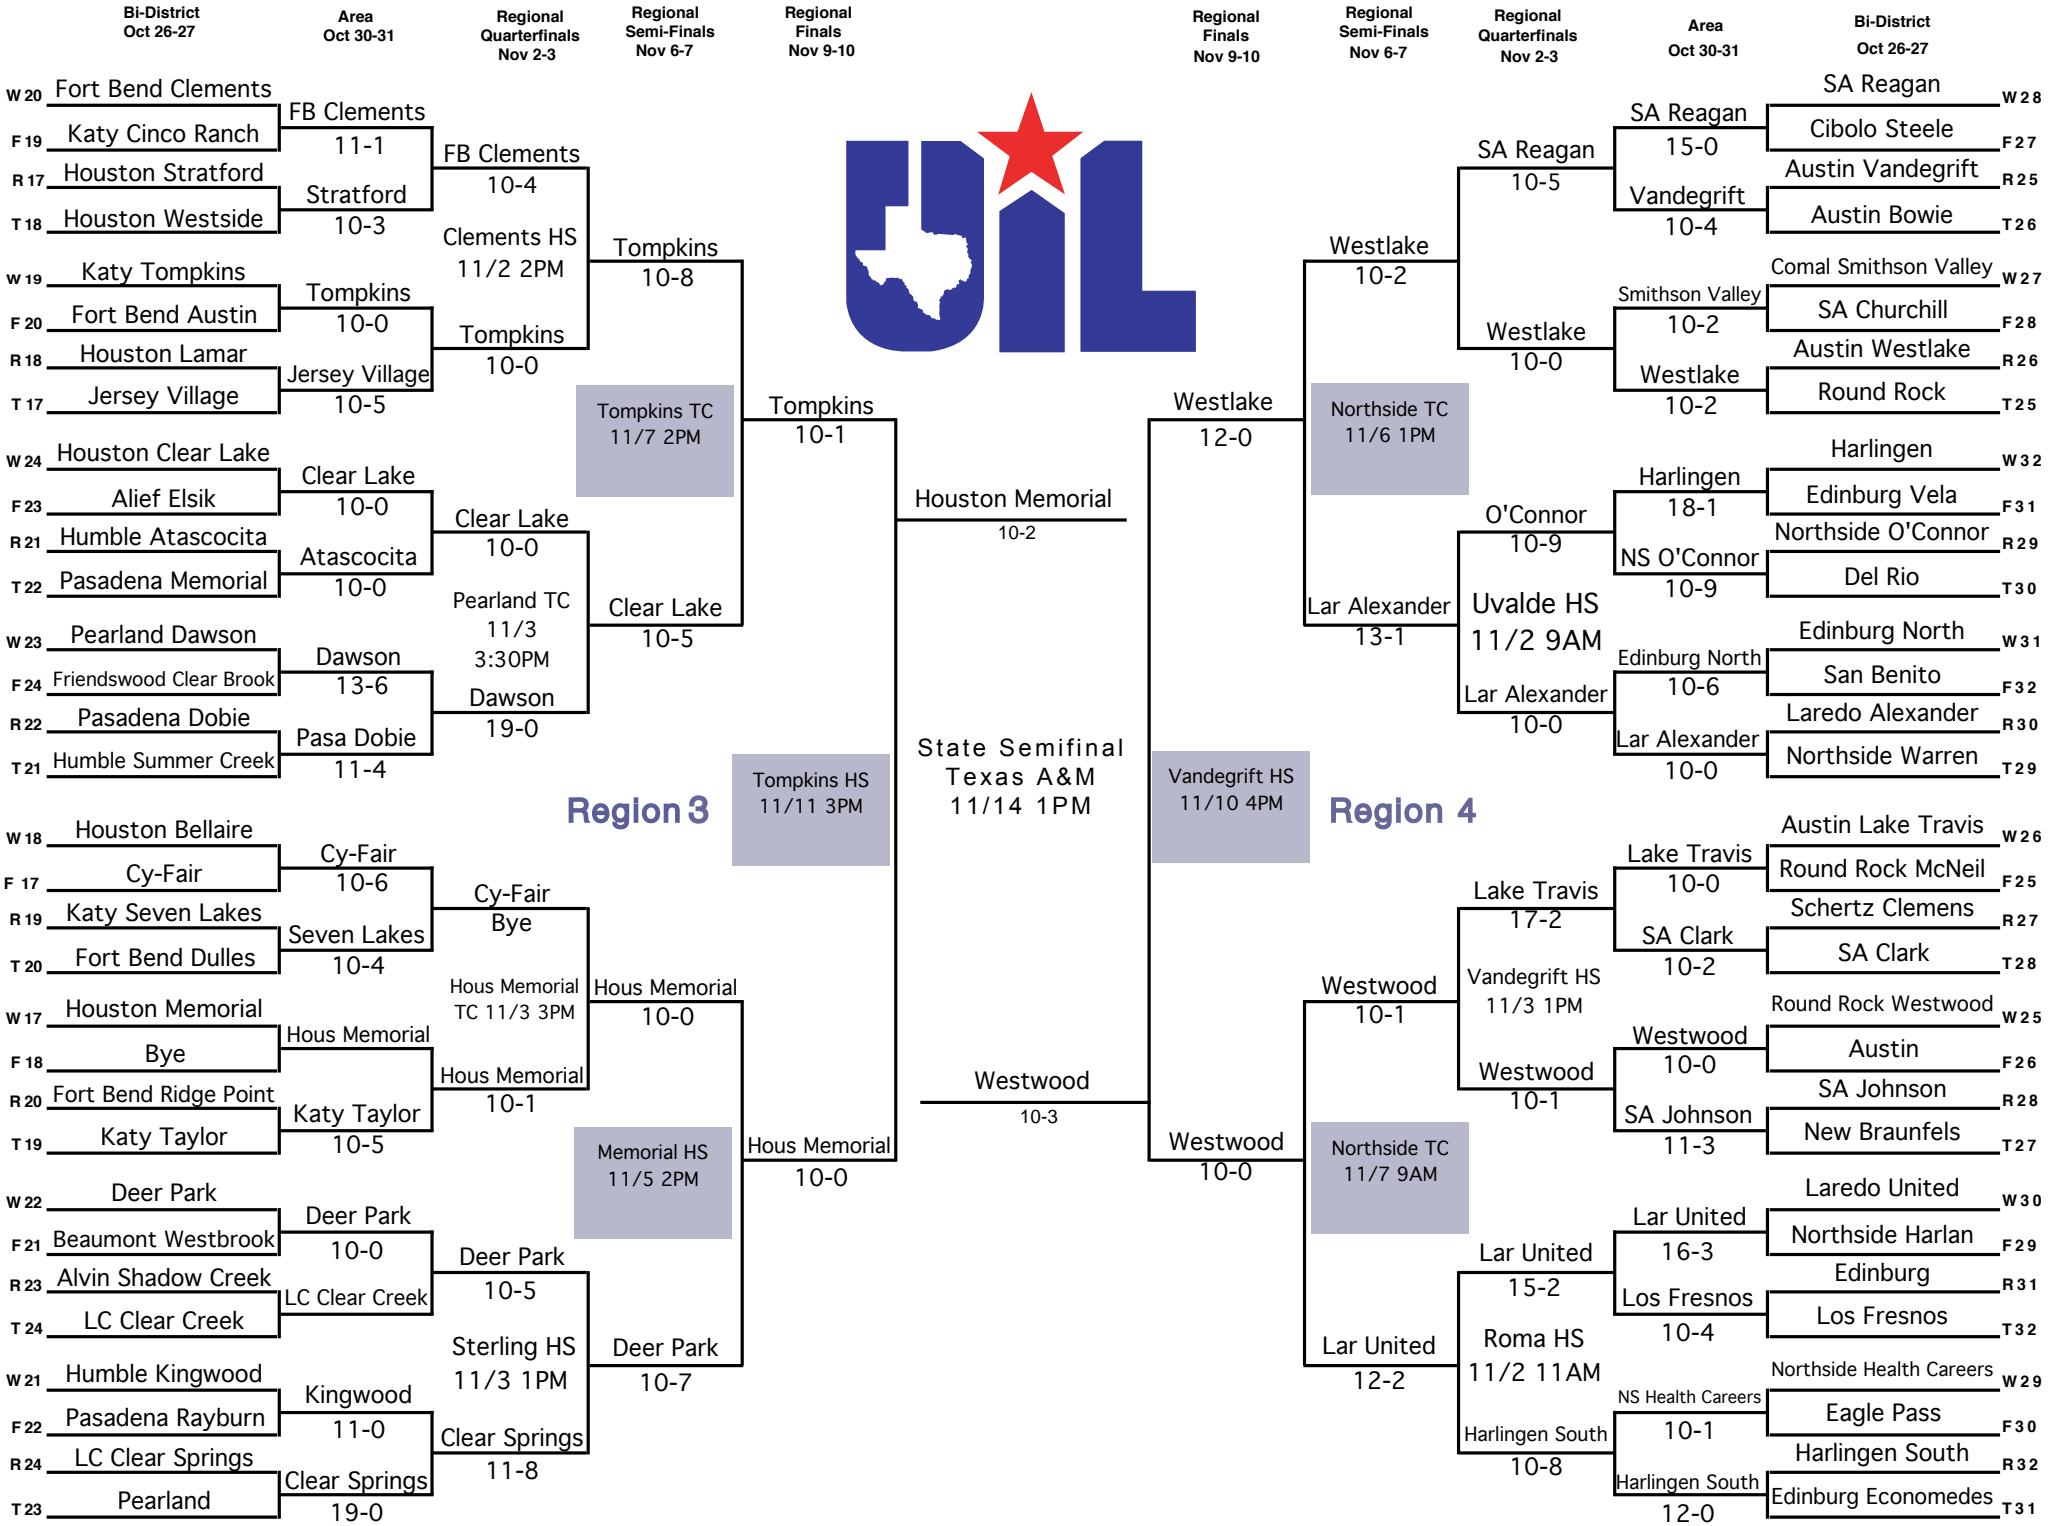 Bi-District
Oct 26-27
Area
Oct 30-31
Regional
Quarterfinals
Nov 2-3
Regional
Semi-Finals
Nov 6-7
Regional
Finals
Nov 9-10
Regional
Finals
Nov 9-10
Regional
Semi-Finals
Nov 6-7
Regional
Quarterfinals
Nov 2-3
Area
Oct 30-31
Bi-District
Oct 26-27
W 20 Fort Bend Clements
F 19 Katy Cinco Ranch
R 17 Houston Stratford
T 18 Houston Westside
W 19 Katy Tompkins
F 20 Fort Bend Austin
R 18 Houston Lamar
T 17 Jersey Village
W 24 Houston Clear Lake
F 23 Alief Elsik
R 21 Humble Atascocita
T 22 Pasadena Memorial
W 23 Pearland Dawson
F 24 Friendswood Clear Brook
R 22 Pasadena Dobie
T 21 Humble Summer Creek
W 18 Houston Bellaire
F 17 Cy-Fair
R 19 Katy Seven Lakes
T 20 Fort Bend Dulles
W 17 Houston Memorial
F 18 Bye
R 20 Fort Bend Ridge Point
T 19 Katy Taylor
W 22 Deer Park
F 21 Beaumont Westbrook
R 23 Alvin Shadow Creek
T 24 LC Clear Creek
W 21 Humble Kingwood
F 22 Pasadena Rayburn
R 24 LC Clear Springs
T 23 Pearland
FB Clements
11-1
Stratford
10-3
Tompkins
10-0
Jersey Village
10-5
Clear Lake
10-0
Atascocita
10-0
Dawson
13-6
Pasa Dobie
11-4
Cy-Fair
10-6
Seven Lakes
10-4
Hous Memorial
Katy Taylor
10-5
Deer Park
10-0
LC Clear Creek
Kingwood
11-0
Clear Springs
19-0
FB Clements
10-4
Clements HS
11/2 2PM
Tompkins
10-0
Clear Lake
10-0
Pearland TC
11/3
3:30PM
Dawson
19-0
Cy-Fair
Bye
Hous Memorial
TC 11/3 3PM
Hous Memorial
10-1
Deer Park
10-5
Sterling HS
11/3 1PM
Clear Springs
11-8
Tompkins
10-8
Tompkins TC
11/7 2PM
Clear Lake
10-5
Region 3
Hous Memorial
10-0
Memorial HS
11/5 2PM
Deer Park
10-7
Tompkins
10-1
Tompkins HS
11/11 3PM
Hous Memorial
10-0
UIL
Houston Memorial
10-2
State Semifinal
Texas A&M
11/14 1PM
Westwood
10-3
Westlake
12-0
Vandegrift HS
11/10 4PM
Westwood
10-0
Westlake
10-2
Northside TC
11/6 1PM
Lar Alexander
13-1
Region 4
Westwood
10-1
Northside TC
11/7 9AM
Lar United
12-2
SA Reagan
10-5
Westlake
10-0
O'Connor
10-9
Uvalde HS
11/2 9AM
Lar Alexander
10-0
Lake Travis
17-2
Vandegrift HS
11/3 1PM
Westwood
10-1
Lar United
15-2
Roma HS
11/2 11AM
Harlingen South
10-8
SA Reagan
15-0
Vandegrift
10-4
Smithson Valley
10-2
Westlake
10-2
Harlingen
18-1
NS O'Connor
10-9
Edinburg North
10-6
Lar Alexander
10-0
Lake Travis
10-0
SA Clark
10-2
Westwood
10-0
SA Johnson
11-3
Lar United
16-3
Los Fresnos
10-4
NS Health Careers
10-1
Harlingen South
12-0
SA Reagan W 28
Cibolo Steele F 27
Austin Vandegrift R 25
Austin Bowie T 26
Comal Smithson Valley W 27
SA Churchill F 28
Austin Westlake R 26
Round Rock T 25
Harlingen W 32
Edinburg Vela F 31
Northside O'Connor R 29
Del Rio T 30
Edinburg North W 31
San Benito F 32
Laredo Alexander R 30
Northside Warren T 29
Austin Lake Travis W 26
Round Rock McNeil F 25
Schertz Clemens R 27
SA Clark T 28
Round Rock Westwood W 25
Austin F 26
SA Johnson R 28
New Braunfels T 27
Laredo United W 30
Northside Harlan F 29
Edinburg R 31
Los Fresnos T 32
Northside Health Careers W 29
Eagle Pass F 30
Harlingen South R 32
Edinburg Economedes T 31